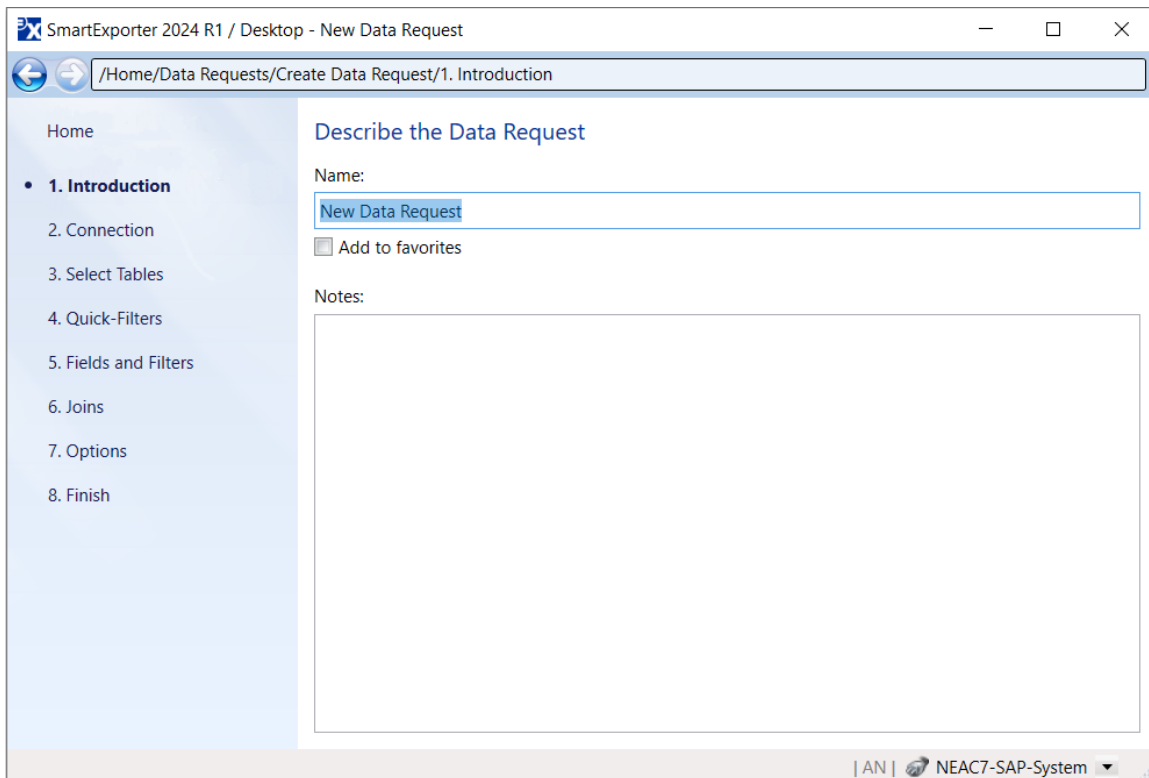 SmartExporter 2024 R1 / Desktop - New Data Request
/Home/Data Requests/Create Data Request/1. Introduction
Home
1. Introduction
2. Connection
3. Select Tables
4. Quick-Filters
5. Fields and Filters
6. Joins
7. Options
8. Finish
Describe the Data Request
Name:
New Data Request
Add to favorites
Notes:
| AN | NEAC7-SAP-System